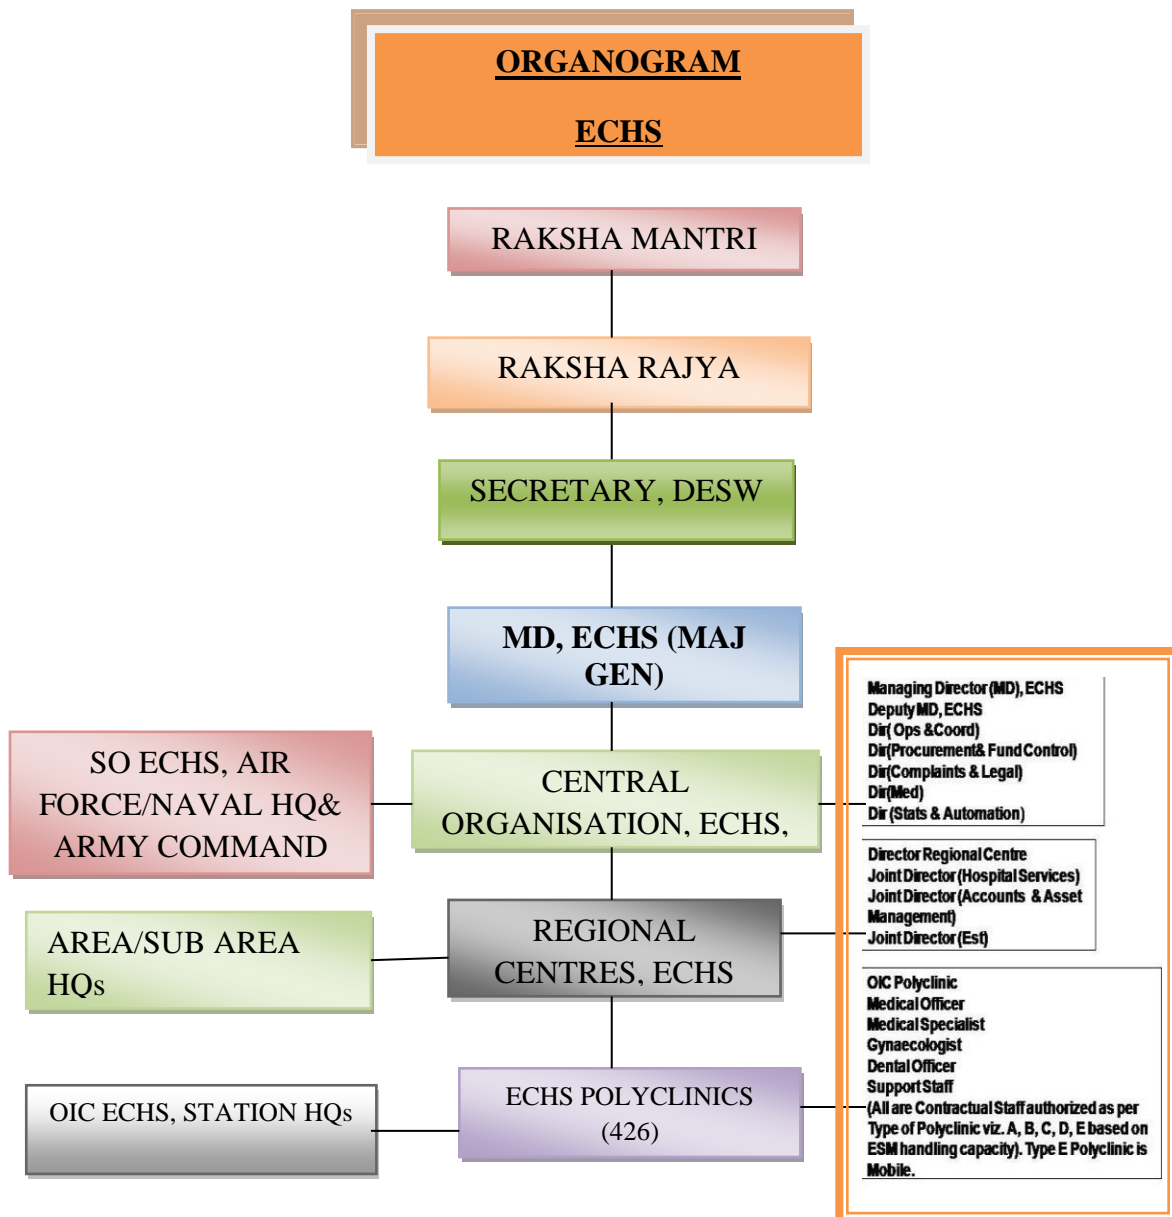 ORGANOGRAM
ECHS
RAKSHA MANTRI
RAKSHA RAJYA
SECRETARY, DESW
MD, ECHS (MAJ
GEN)
SO ECHS, AIR
FORCE/NAVAL HQ&
ARMY COMMAND
CENTRAL
ORGANISATION, ECHS,
Managing Director (MD), ECHS
Deputy MD, ECHS
Dir( Ops &Coord)
Dir(Procurement& Fund Control)
Dir(Complaints & Legal)
Dir(Med)
Dir (Stats & Automation)
AREA/SUB AREA
HQs
REGIONAL
CENTRES, ECHS
Director Regional Centre
Joint Director (Hospital Services)
Joint Director (Accounts & Asset
Management)
Joint Director (Est)
OIC ECHS, STATION HQs
ECHS POLYCLINICS
(426)
OIC Polyclinic
Medical Officer
Medical Specialist
Gynaecologist
Dental Officer
Support Staff
(All are Contractual Staff authorized as per
Type of Polyclinic viz. A, B, C, D, E based on
ESM handling capacity). Type E Polyclinic is
Mobile.